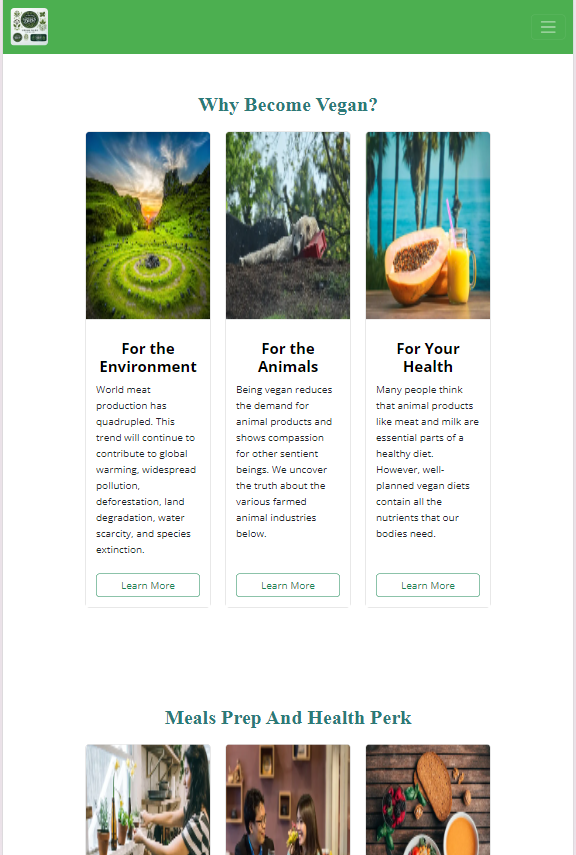 Why Become Vegan?
For the
Environment
World meat
production has
quadrupled. This
trend will continue to
contribute to global
warming, widespread
pollution,
deforestation, land
degradation, water
scarcity, and species
extinction.
Learn More
For the
Animals
Being vegan reduces
the demand for
animal products and
shows compassion
for other sentient
beings. We uncover
the truth about the
various farmed
animal industries
below.
Learn More
For Your
Health
Many people think
that animal products
like meat and milk are
essential parts of a
healthy diet.
However, well-
planned vegan diets
contain all the
nutrients that our
bodies need.
Learn More
Meals Prep And Health Perk